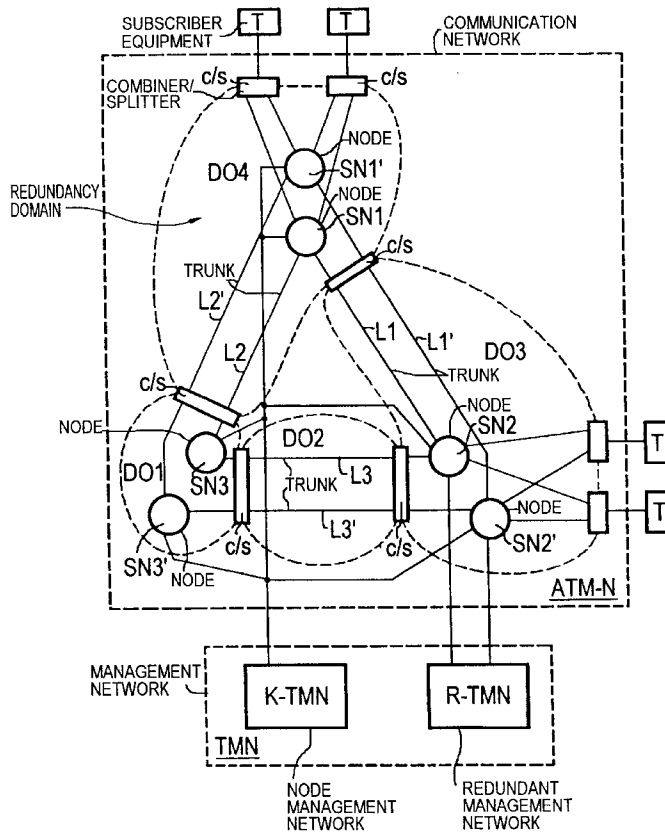 SUBSCRIBER
EQUIPMENT
T
T
COMMUNICATION
NETWORK
COMBINER/
SPLITTER
c/s
c/s
NODE
DO4
SN1'
NODE
SN1
REDUNDANCY
DOMAIN
c/s
TRUNK
L2'
L1
L1'
DO3
L2
TRUNK
c/s
NODE
NODE
SN2
DO2
DO1
SN3
L3
TRUNK
T
NODE
T
L3'
SN2'
c/s
c/s
SN3'
NODE
ATM-N
MANAGEMENT
NETWORK
K-TMN
R-TMN
TMN
NODE
MANAGEMENT
NETWORK
REDUNDANT
MANAGEMENT
NETWORK